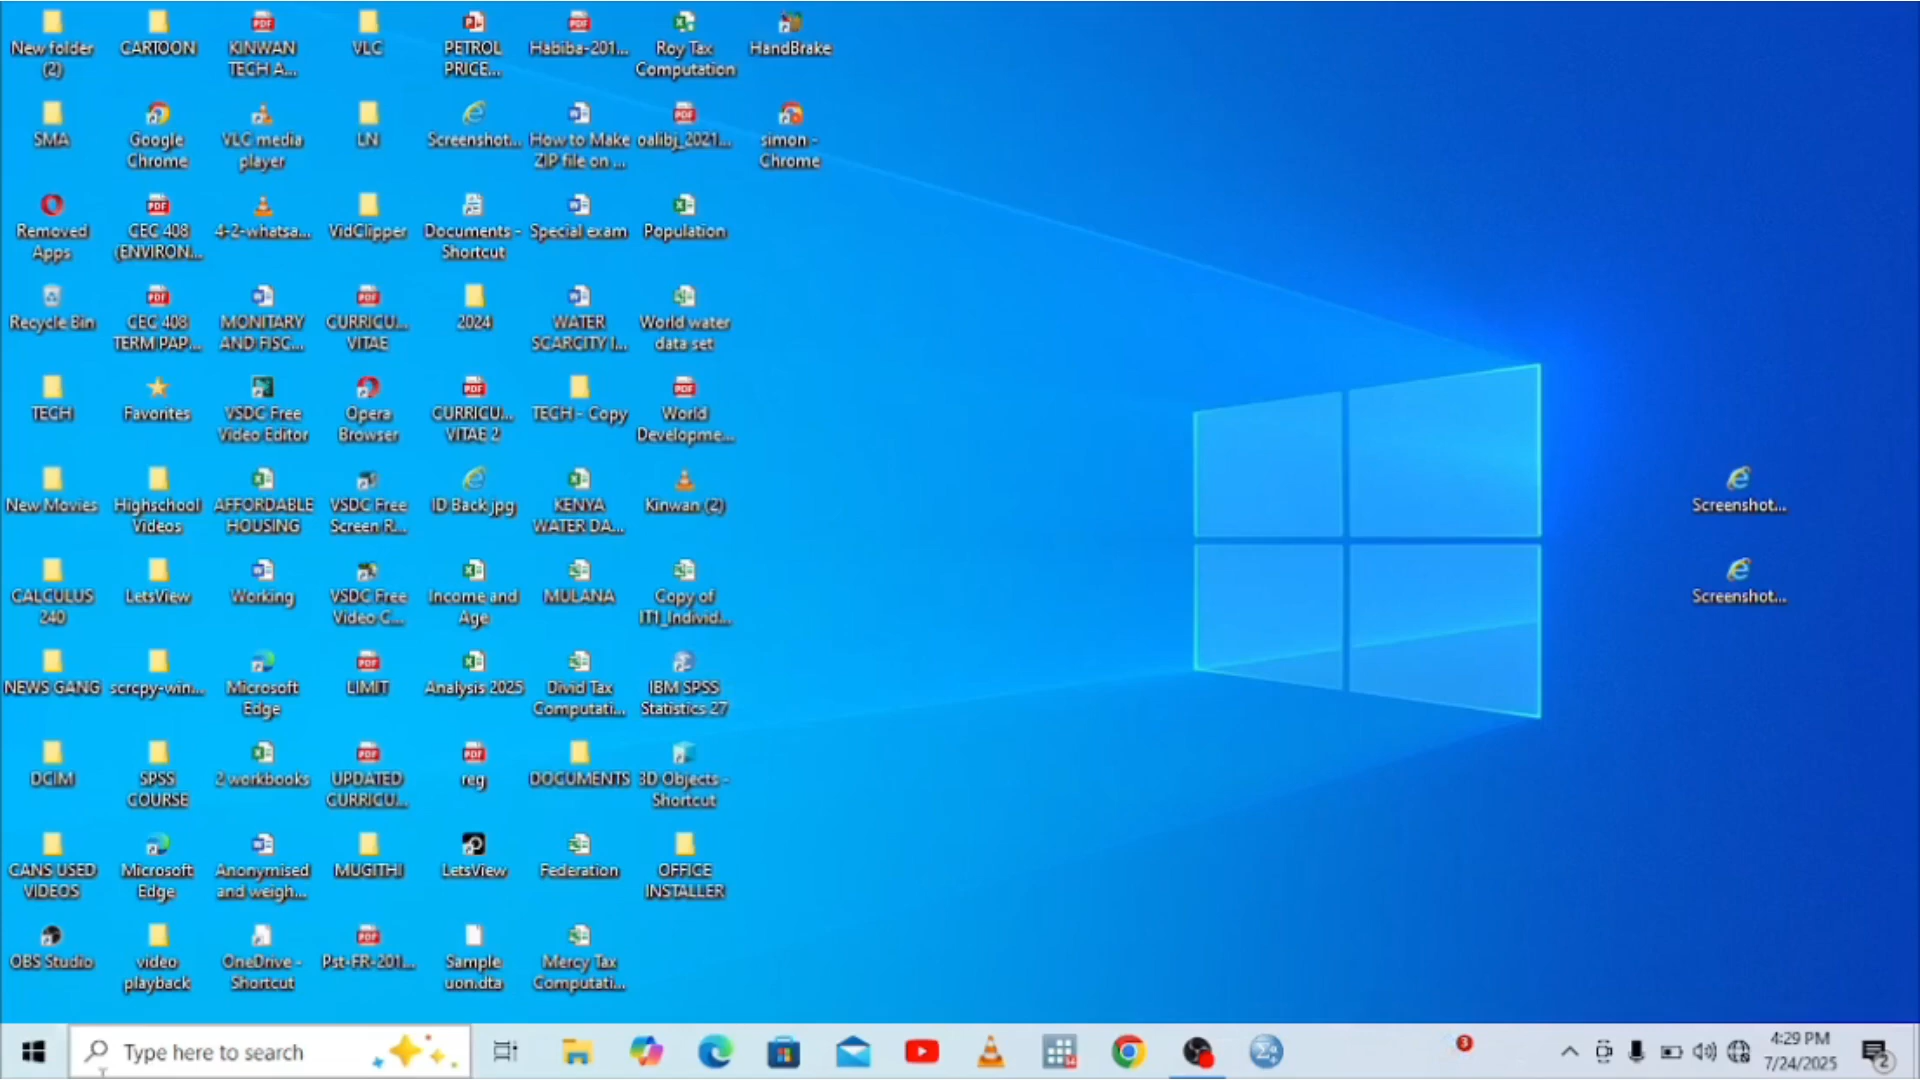 New folder
(2)
CARTOON
KINWAN
TECH A...
VLC
PETROL
PRICE...
Habiba-201...
Roy Tax
Computation
HandBrake
SMA
Google
Chrome
VLC media
player
LN
Screenshot...
How to Make
ZIP file on ...
oalibj_2021...
simon -
Chrome
Removed
Apps
CEC 408
(ENVIRON...
4-2-whatsa...
VidClipper
Documents -
Shortcut
Special exam
Population
Recycle Bin
CEC 408
TERM PAP...
MONITARY
AND FISC...
CURRICU...
VITAE
2024
WATER
SCARCITY I...
World water
data set
TECH
Favorites
VSDC Free
Video Editor
Opera
Browser
CURRICU...
VITAE 2
TECH - Copy
World
Developme...
New Movies
Highschool
Videos
AFFORDABLE
HOUSING
VSDC Free
Screen R...
ID Back.jpg
KENYA
WATER DA...
Kinwan (2)
Screenshot...
CALCULUS
240
LetsView
Working
VSDC Free
Video C...
Income and
Age
MULANA
Copy of
IT1_Individ...
Screenshot...
NEWS GANG
scrcpy-win...
Microsoft
Edge
LIMIT
Analysis 2025
Divid Tax
Computati...
IBM SPSS
Statistics 27
DCIM
SPSS
COURSE
2 workbooks
UPDATED
CURRICU...
reg
DOCUMENTS
3D Objects -
Shortcut
CANS USED
VIDEOS
Microsoft
Edge
Anonymised
and weigh...
MUGITHI
LetsView
Federation
OFFICE
INSTALLER
OBS Studio
video
playback
OneDrive -
Shortcut
Pst-FR-201...
Sample
uon.dta
Mercy Tax
Computati...
Type here to search
3
4:29 PM
7/24/2025
2